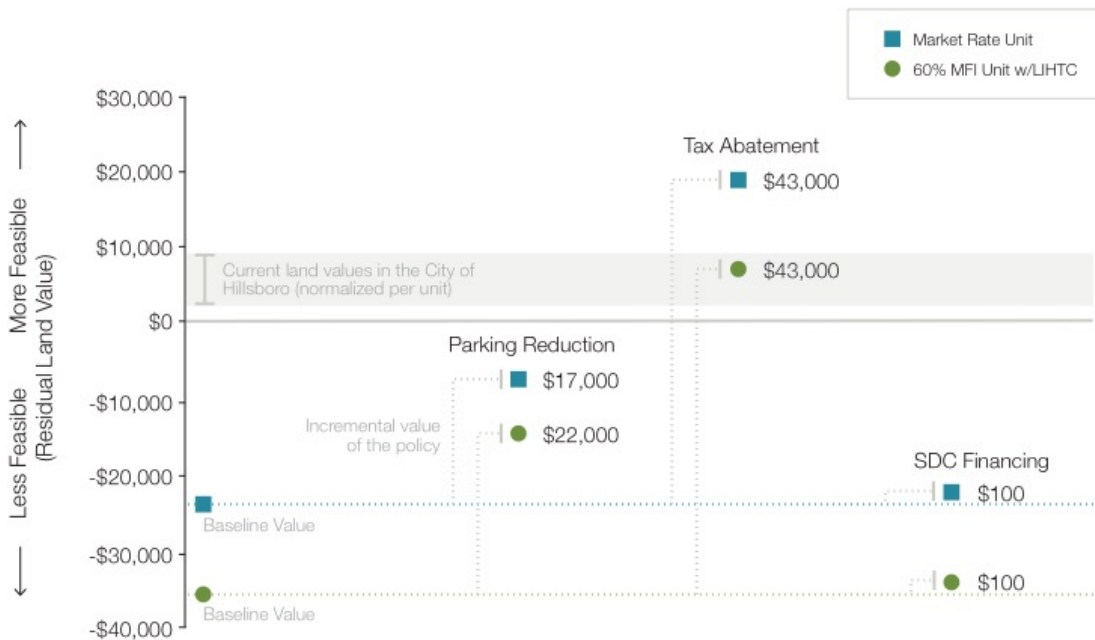 Market Rate Unit
60% MFI Unit w/LIHTC
More Feasible
Less Feasible
(Residual Land Value)
$30,000
$20,000
$10,000
$0
-$10,000
-$20,000
-$30,000
-$40,000
Tax Abatement
$43,000
$43,000
Current land values in the City of
Hillsboro (normalized per unit)
Parking Reduction
$17,000
$22,000
Incremental value
of the policy
SDC Financing
$100
$100
Baseline Value
Baseline Value